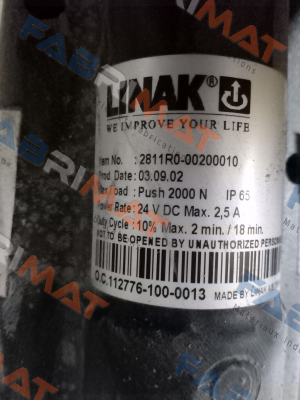 LINAK®
WE IMPROVE YOUR LIFE
Item No. : 2811R0-00200010
Prod. Date: 03.09.02
Max Load : Push 2000 N IP 65
Power Rate: 24 V DC Max. 2,5 A
Duty Cycle : 10% Max. 2 min. / 18 min.
NOT TO BE OPENED BY UNAUTHORIZED PERSONNEL
O.C.112776-100-0013 MADE BY LINAK
FABRIMAT